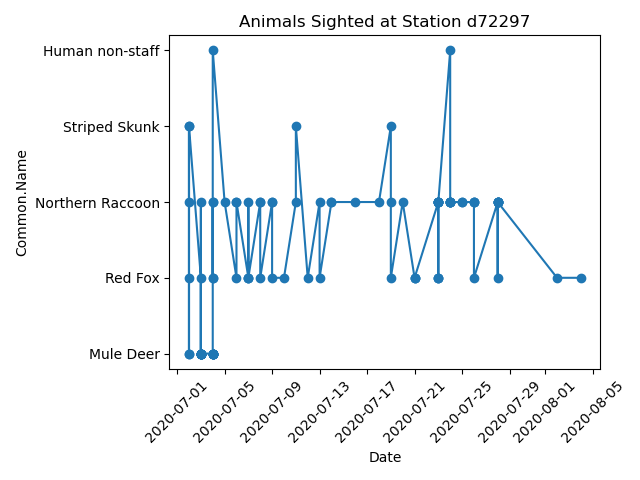 Animals Sighted at Station d72297
Human non-staff
Striped Skunk
Northern Raccoon
Red Fox
Mule Deer
Common.Name
2020-07-01
2020-07-05
2020-07-09
2020-07-13
2020-07-17
2020-07-21
2020-07-25
2020-07-29
2020-08-01
2020-08-05
Date